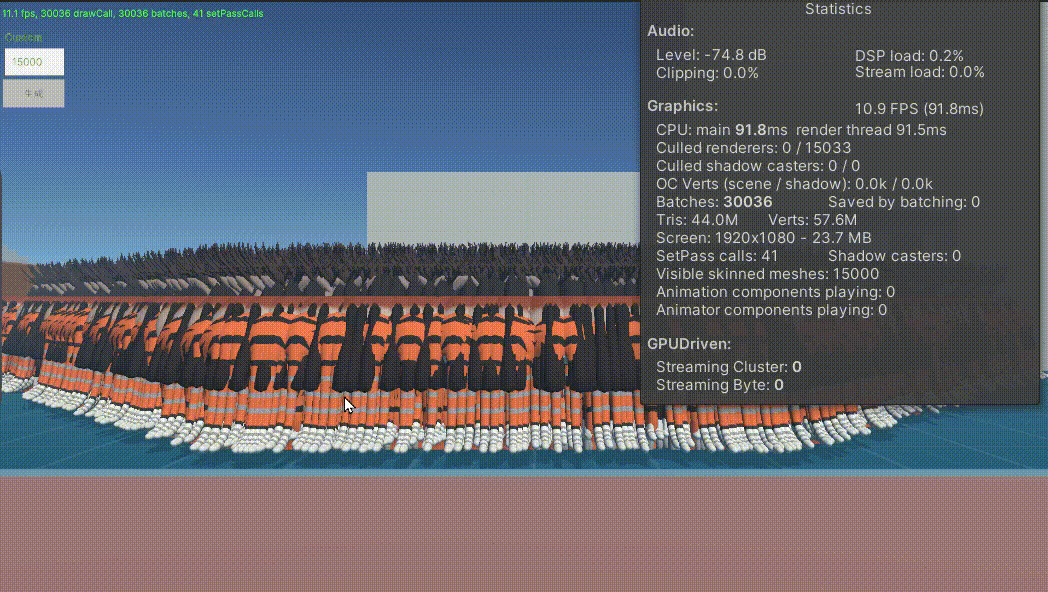 11.1 fps, 30036 drawCall, 30036 batches, 41 setPassCalls
15000
生成
Statistics
Audio:
Level: -74.8 dB DSP load: 0.2%
Clipping: 0.0% Stream load: 0.0%
Graphics: 10.9 FPS (91.8ms)
CPU: main 91.8ms render thread 91.5ms
Culled renderers: 0 / 15033
Culled shadow casters: 0 / 0
OC Verts (scene / shadow): 0.0k / 0.0k
Batches: 30036 Saved by batching: 0
Tris: 44.0M Verts: 57.6M
Screen: 1920x1080 - 23.7 MB
SetPass calls: 41 Shadow casters: 0
Visible skinned meshes: 15000
Animation components playing: 0
Animator components playing: 0
GPUDriven:
Streaming Cluster: 0
Streaming Byte: 0